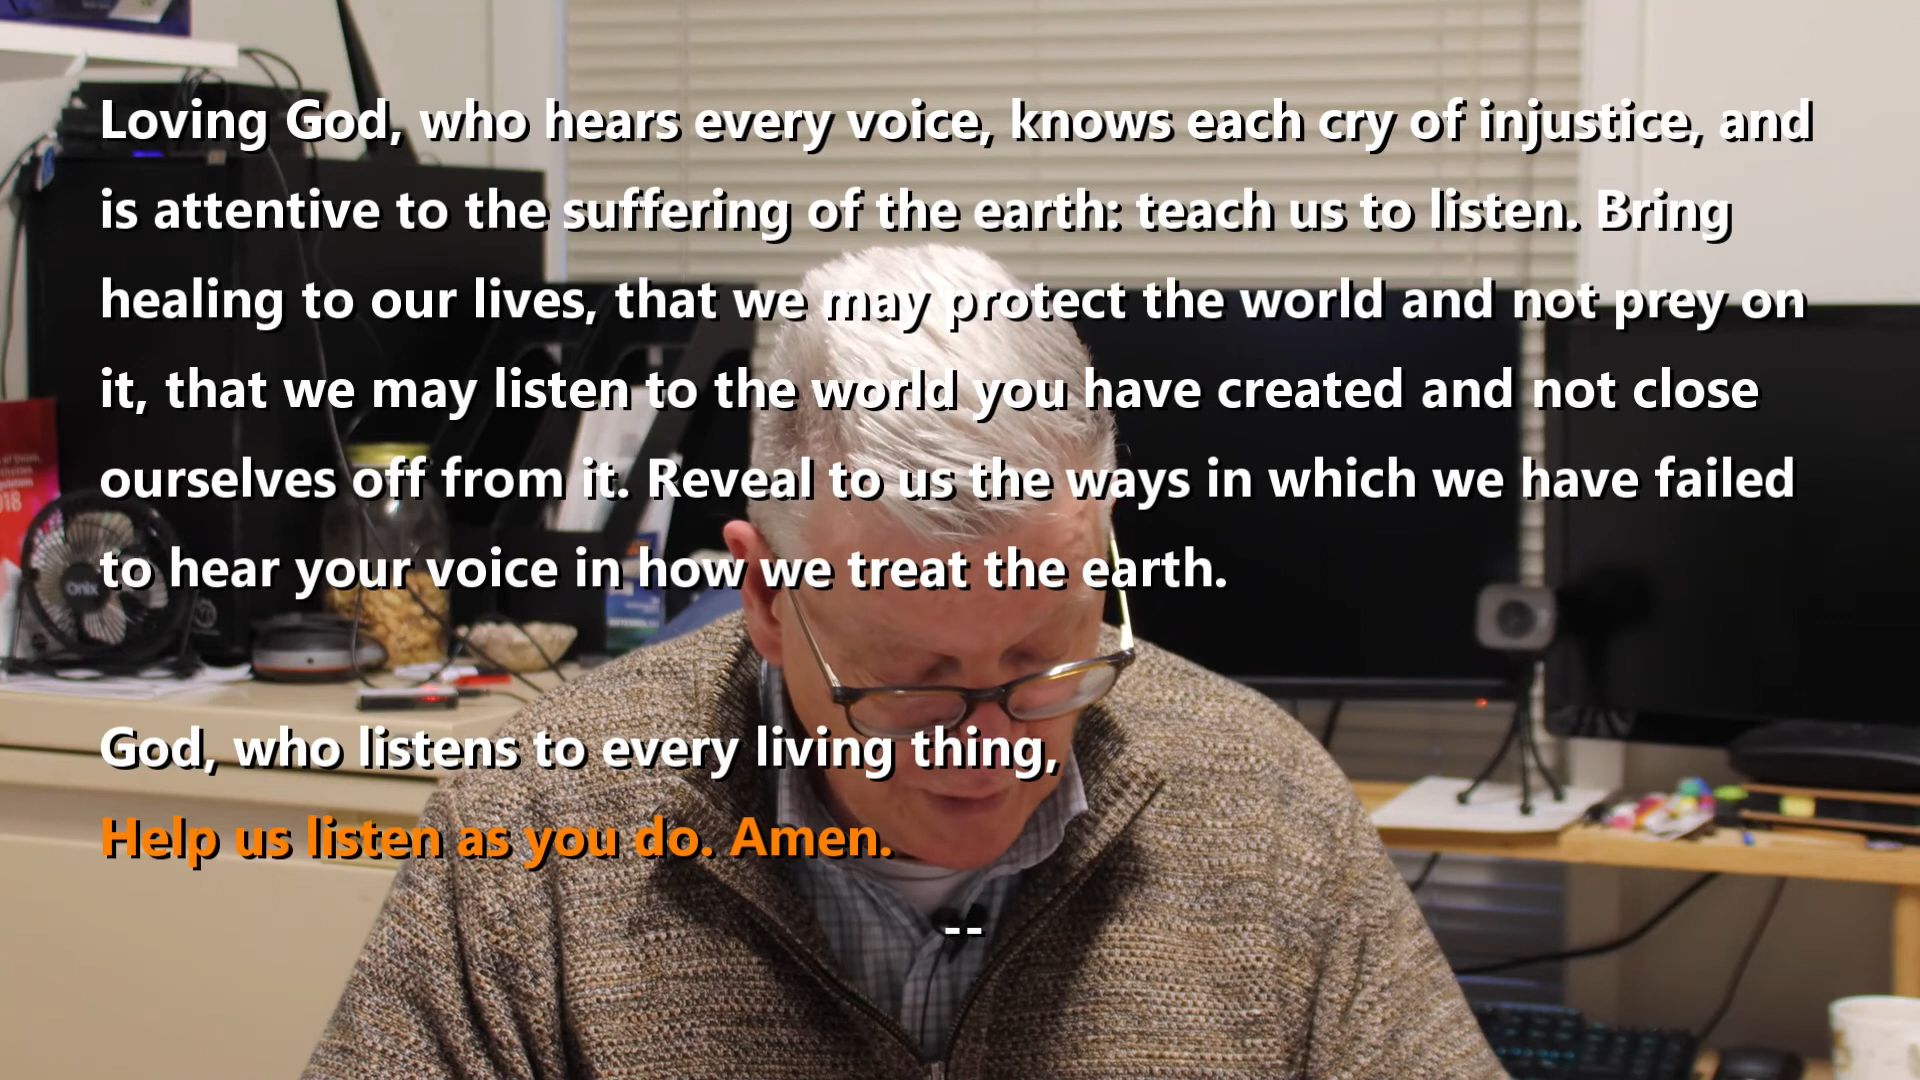 Loving God, who hears every voice, knows each cry of injustice, and
is attentive to the suffering of the earth: teach us to listen. Bring
healing to our lives, that we may protect the world and not prey on
it, that we may listen to the world you have created and not close
ourselves off from it. Reveal to us the ways in which we have failed
to hear your voice in how we treat the earth.
God, who listens to every living thing,
Help us listen as you do. Amen.
--
Onix